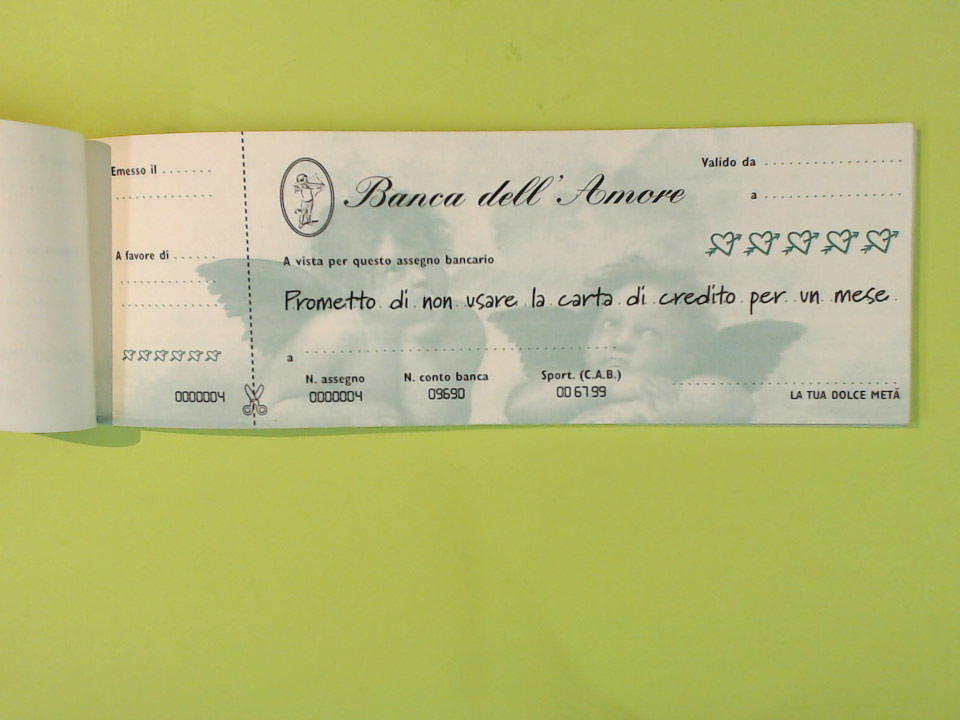 Emesso il
A favore di
0000004
Banca dell' Amore
Valido da
a
A vista per questo assegno bancario
Prometto di non usare la carta di credito per un mese
a
N. assegno
0000004
N. conto banca
09690
Sport. (C.A.B.)
006799
LA TUA DOLCE METÀ